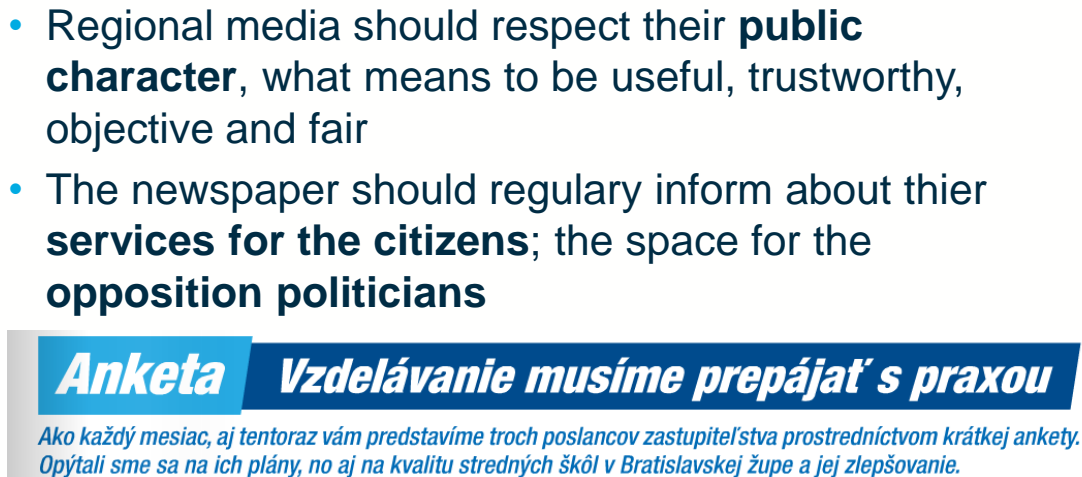 • Regional media should respect their public
character, what means to be useful, trustworthy,
objective and fair
• The newspaper should regulary inform about thier
services for the citizens; the space for the
opposition politicians
Anketa Vzdelávanie musíme prepájať s praxou
Ako každý mesiac, aj tentoraz vám predstavíme troch poslancov zastupiteľstva prostredníctvom krátkej ankety.
Opýtali sme sa na ich plány, no aj na kvalitu stredných škôl v Bratislavskej župe a jej zlepšovanie.